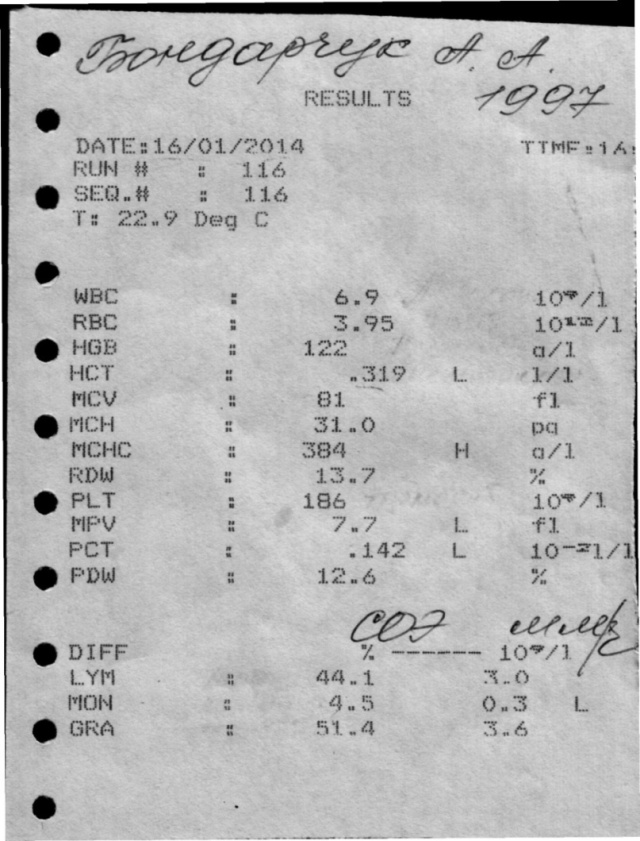 Бондарчук А. А.
RESULTS 1997
DATE:16/01/2014 TIME:16:
RUN # : 116
SEQ.# : 116
T: 22.9 Deg C
WBC : 6.9 10⁹/l
RBC : 3.95 10¹²/l
HGB : 122 g/l
HCT : .319 L l/l
MCV : 81 fl
MCH : 31.0 pg
MCHC : 384 H g/l
RDW : 13.7 %
PLT : 186 10⁹/l
MPV : 7.7 L fl
PCT : .142 L 10⁻²l/l
PDW : 12.6 %
СОЭ мм/г
DIFF % ------ 10⁹/l
LYM : 44.1 3.0
MON : 4.5 0.3 L
GRA : 51.4 3.6